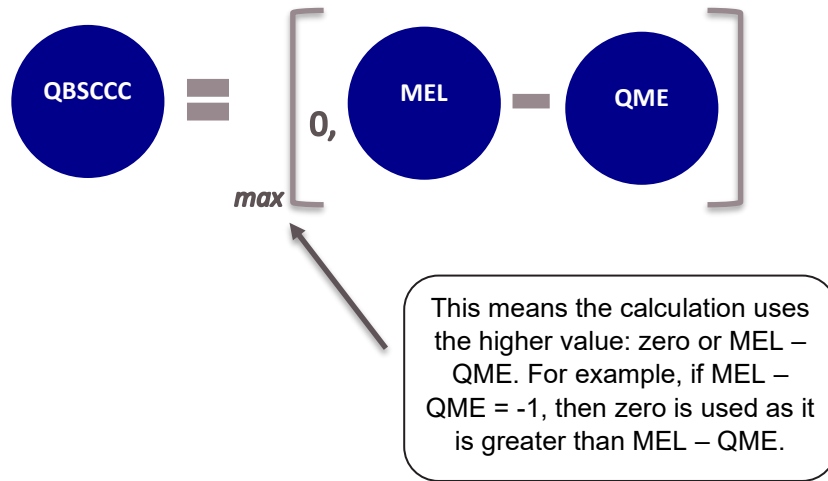 QBSCCC
0,
MEL
QME
max
This means the calculation uses
the higher value: zero or MEL –
QME. For example, if MEL –
QME = -1, then zero is used as it
is greater than MEL – QME.